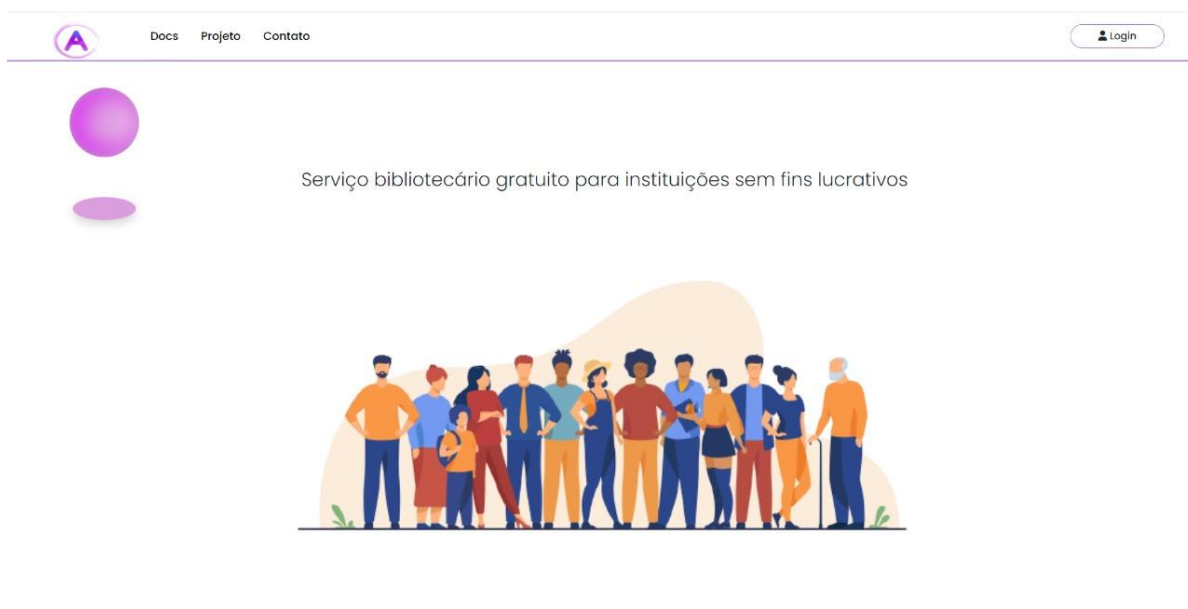 A
Docs Projeto Contato
Login
Serviço bibliotecário gratuito para instituições sem fins lucrativos